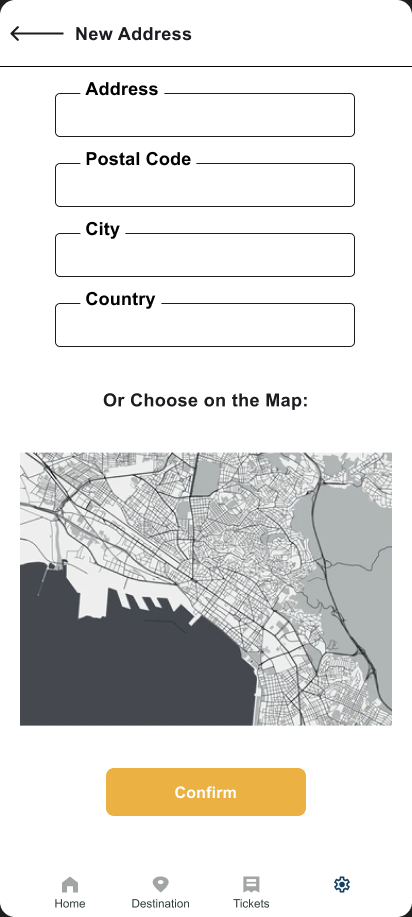 New Address
Address
Postal Code
City
Country
Or Choose on the Map:
Confirm
Home
Destination
Tickets